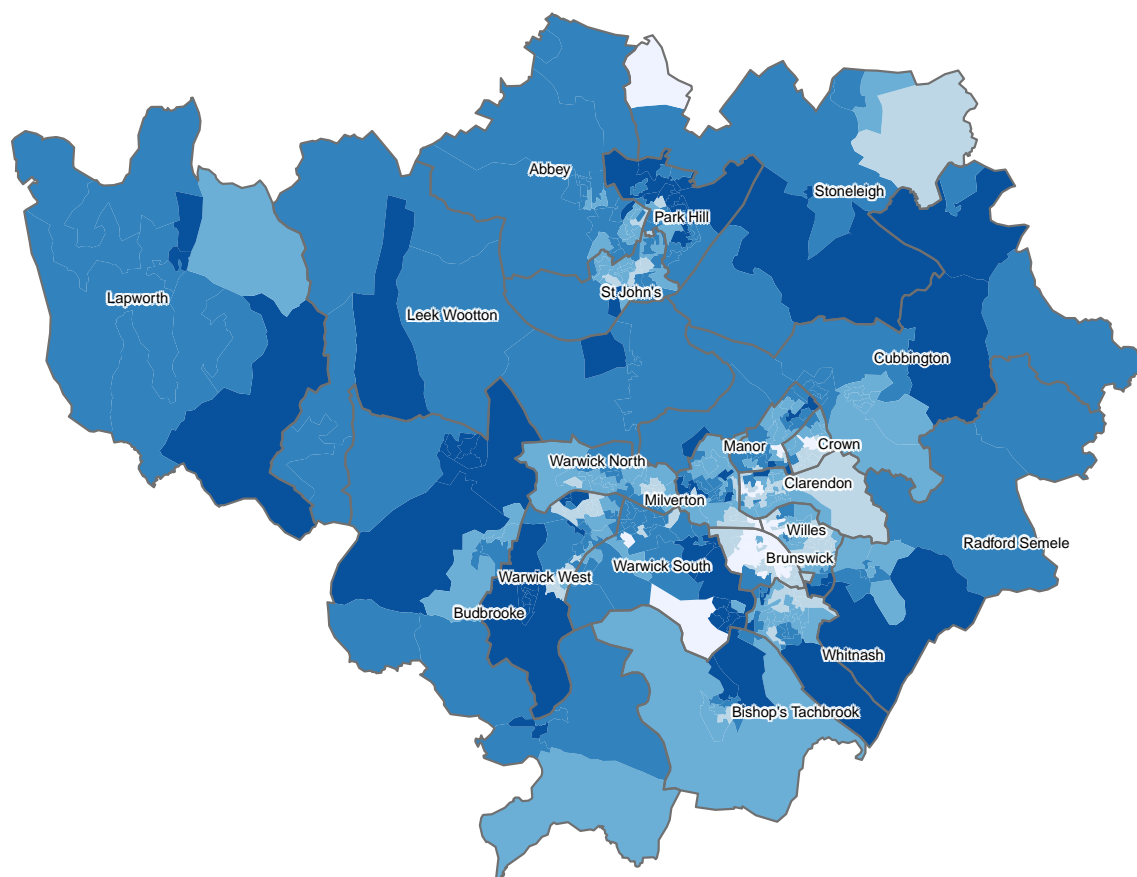 Abbey
Stoneleigh
Park Hill
St John's
Lapworth
Leek Wootton
Cubbington
Manor
Crown
Warwick North
Clarendon
Milverton
Willes
Radford Semele
Brunswick
Warwick South
Warwick West
Budbrooke
Whitnash
Bishop's Tachbrook